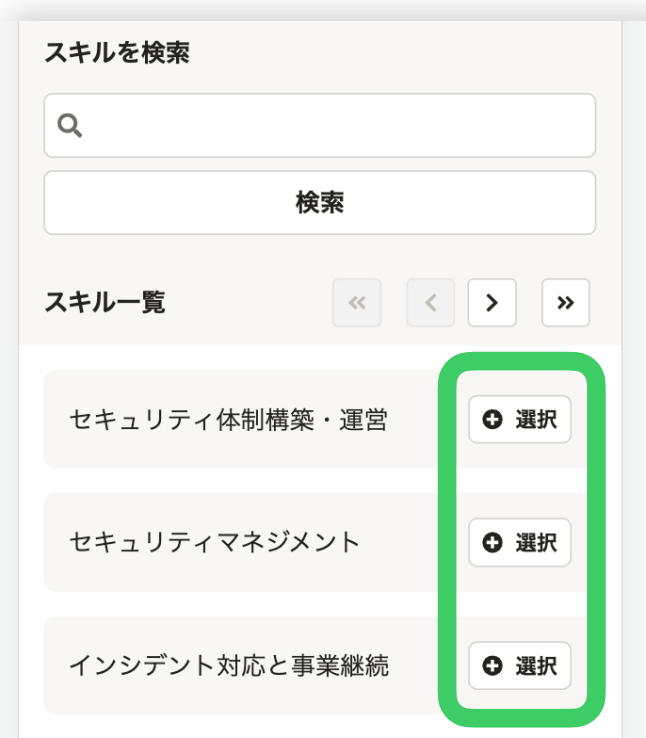 スキルを検索
検索
スキル一覧
セキュリティ体制構築・運営 選択
セキュリティマネジメント 選択
インシデント対応と事業継続 選択